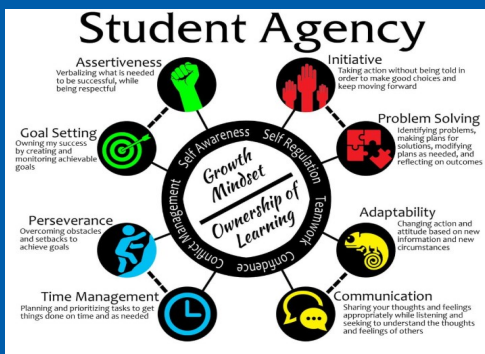 Student Agency
Assertiveness
Verbalizing what is needed
to be successful, while
being respectful
Goal Setting
Owning my success
by creating and
monitoring achievable
goals
Perseverance
Overcoming obstacles
and setbacks to
achieve goals
Time Management
Planning and prioritizing tasks to get
things done on time and as needed
Self Awareness
Self Regulation
Teamwork
Confidence
Conflict Management
Growth
Mindset
Ownership of
Learning
Initiative
Taking action without being told in
order to make good choices and
keep moving forward
Problem Solving
Identifying problems,
making plans for
solutions, modifying
plans as needed, and
reflecting on outcomes
Adaptability
Changing action and
attitude based on new
information and new
circumstances
Communication
Sharing your thoughts and feelings
appropriately while listening and
seeking to understand the thoughts
and feelings of others